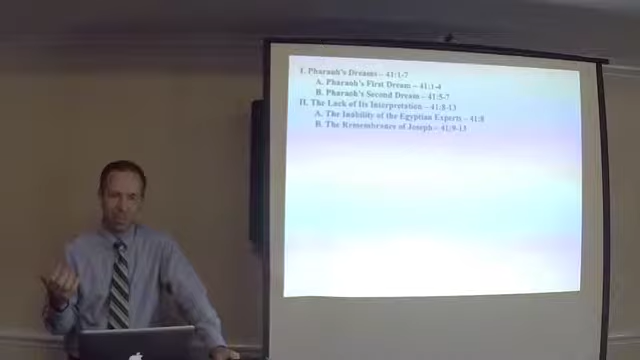 I. Pharaoh's Dreams – 41:1-7
A. Pharaoh's First Dream – 41:1-4
B. Pharaoh's Second Dream – 41:5-7
II. The Lack of Its Interpretation – 41:8-13
A. The Inability of the Egyptian Experts – 41:8
B. The Remembrance of Joseph – 41:9-13